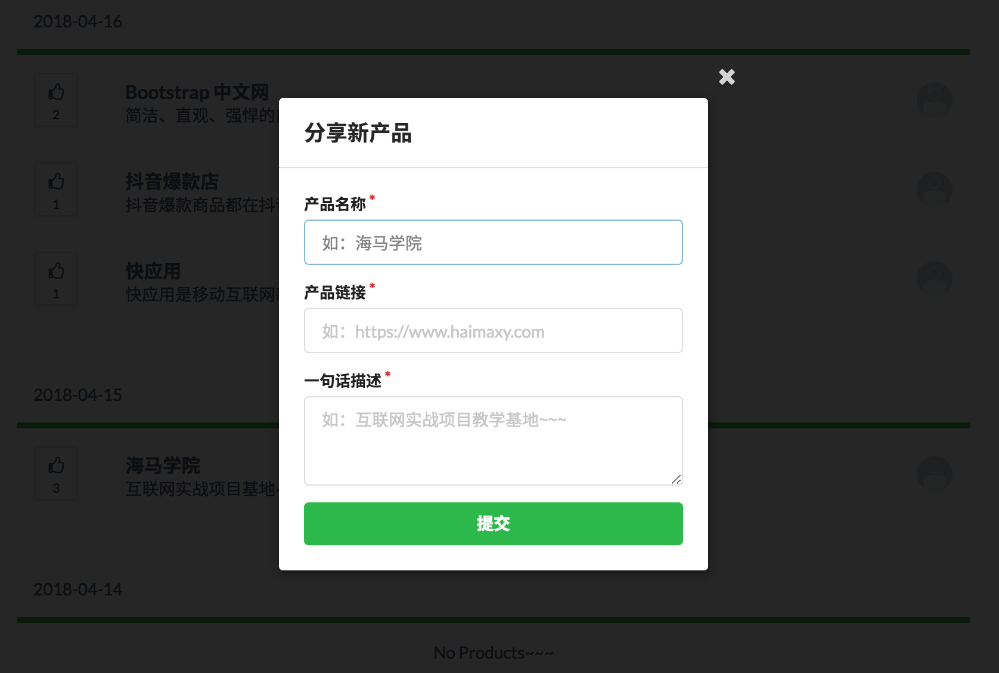 2018-04-16
Bootstrap 中文网
2
简洁、直观、强悍的
抖音爆款店
1
抖音爆款商品都在抖
快应用
1
快应用是移动互联网
2018-04-15
海马学院
3
互联网实战项目基地
2018-04-14
No Products~~~
分享新产品
产品名称 *
如：海马学院
产品链接 *
如：https://www.haimaxy.com
一句话描述 *
如：互联网实战项目教学基地~~~
提交